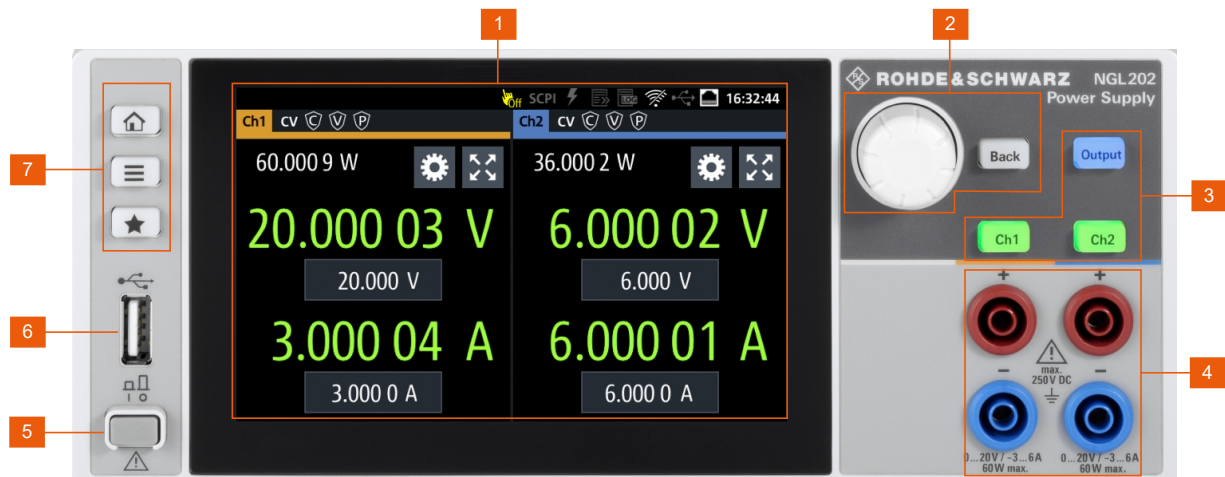 1
2
3
4
5
6
7
Off SCPI LOG 16:32:44
Ch1 CV C V P
60.000 9 W
20.000 03 V
20.000 V
3.000 04 A
3.000 0 A
Ch2 CV C V P
36.000 2 W
6.000 02 V
6.000 V
6.000 01 A
6.000 0 A
ROHDE&SCHWARZ NGL202
Power Supply
Back
Output
Ch1
Ch2
+ +
max.
250V DC
- -
0...20V / -3...6A
60W max.
0...20V / -3...6A
60W max.